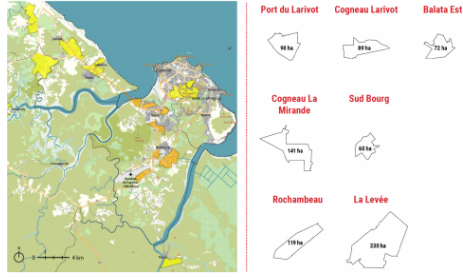 Port du Larivot
Cogneau Larivot
Balata Est
98 ha
89 ha
72 ha
Cogneau La
Mirande
Sud Bourg
141 ha
60 ha
Rochambeau
La Levée
119 ha
330 ha
0
4 km